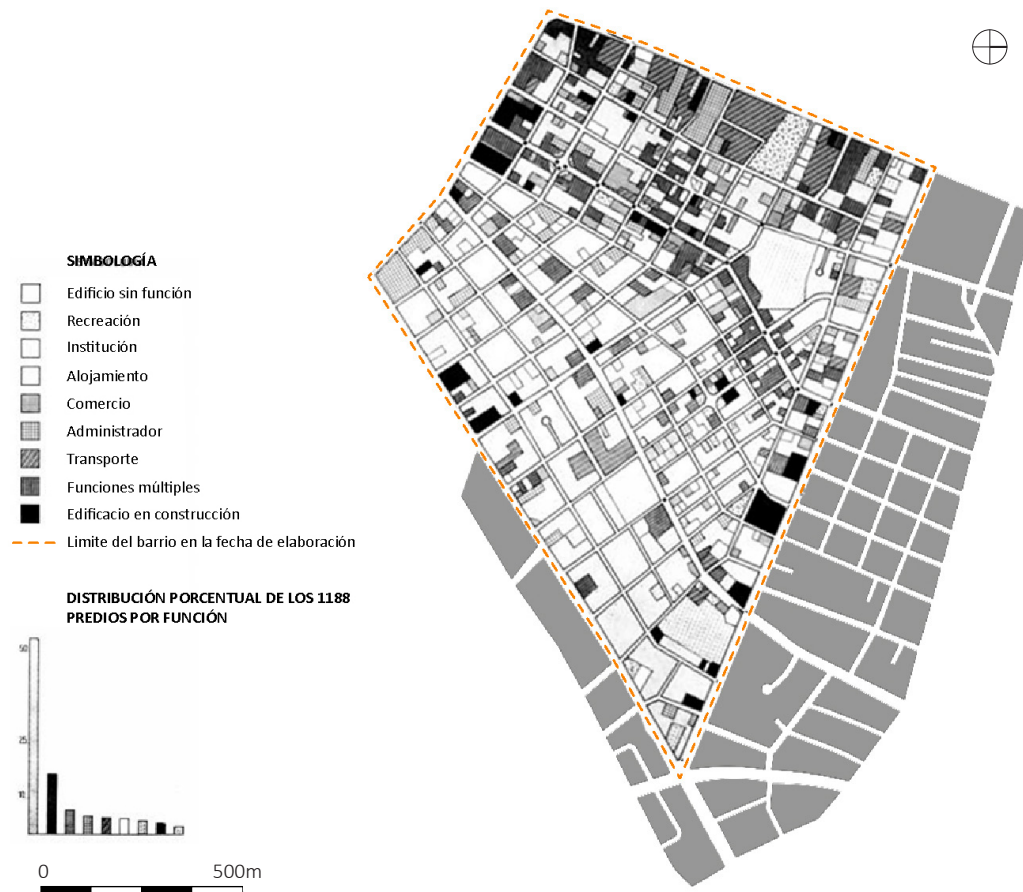 SIMBOLOGÍA
Edificio sin función
Recreación
Institución
Alojamiento
Comercio
Administrador
Transporte
Funciones múltiples
Edificacio en construcción
Limite del barrio en la fecha de elaboración
DISTRIBUCIÓN PORCENTUAL DE LOS 1188
PREDIOS POR FUNCIÓN
50
25
10
0 500m